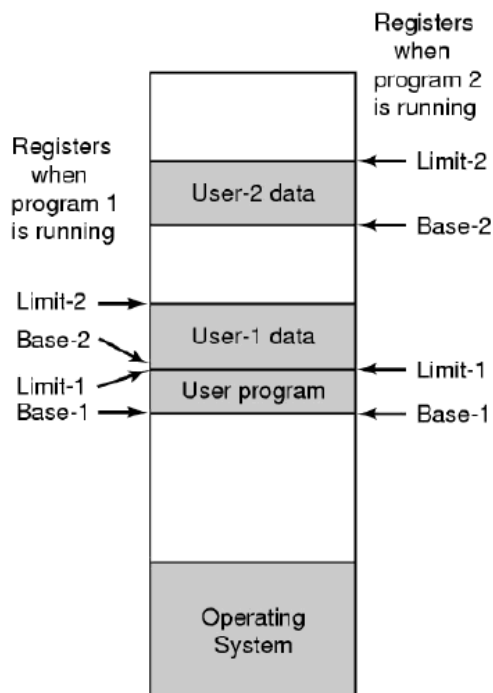 Registers
when
program 2
is running
Registers
when
program 1
is running
Limit-2
User-2 data
Base-2
Limit-2
User-1 data
Base-2
Limit-1
Limit-1
User program
Base-1
Base-1
Operating
System